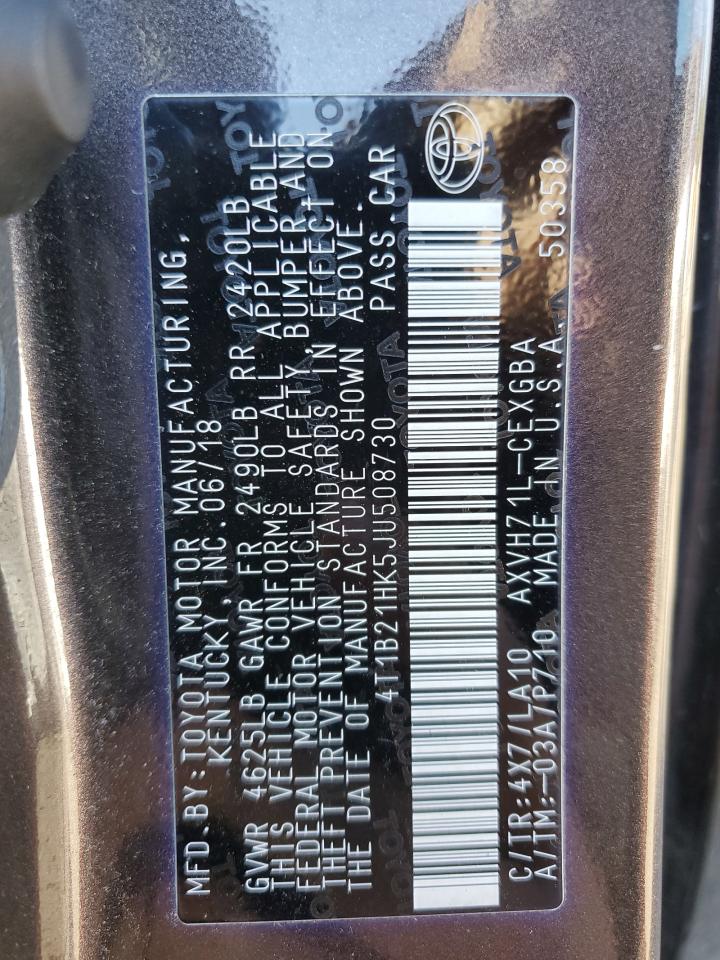 MFD.BY:TOYOTA MOTOR MANUFACTURING,
KENTUCKY, INC. 06/18
GVWR 4625LB GAWR FR 2490LB RR 2420LB
THIS VEHICLE CONFORMS TO ALL APPLICABLE
FEDERAL MOTOR VEHICLE SAFETY, BUMPER, AND
THEFT PREVENTION STANDARDS IN EFFECT ON
THE DATE OF MANUFACTURE SHOWN ABOVE.
4T1B21HK5JU508730 PASS.CAR
C/TR:4X7/LA10 AXVH71L-CEXGBA
A/TM:-03A/P710 MADE IN U.S.A. 50358